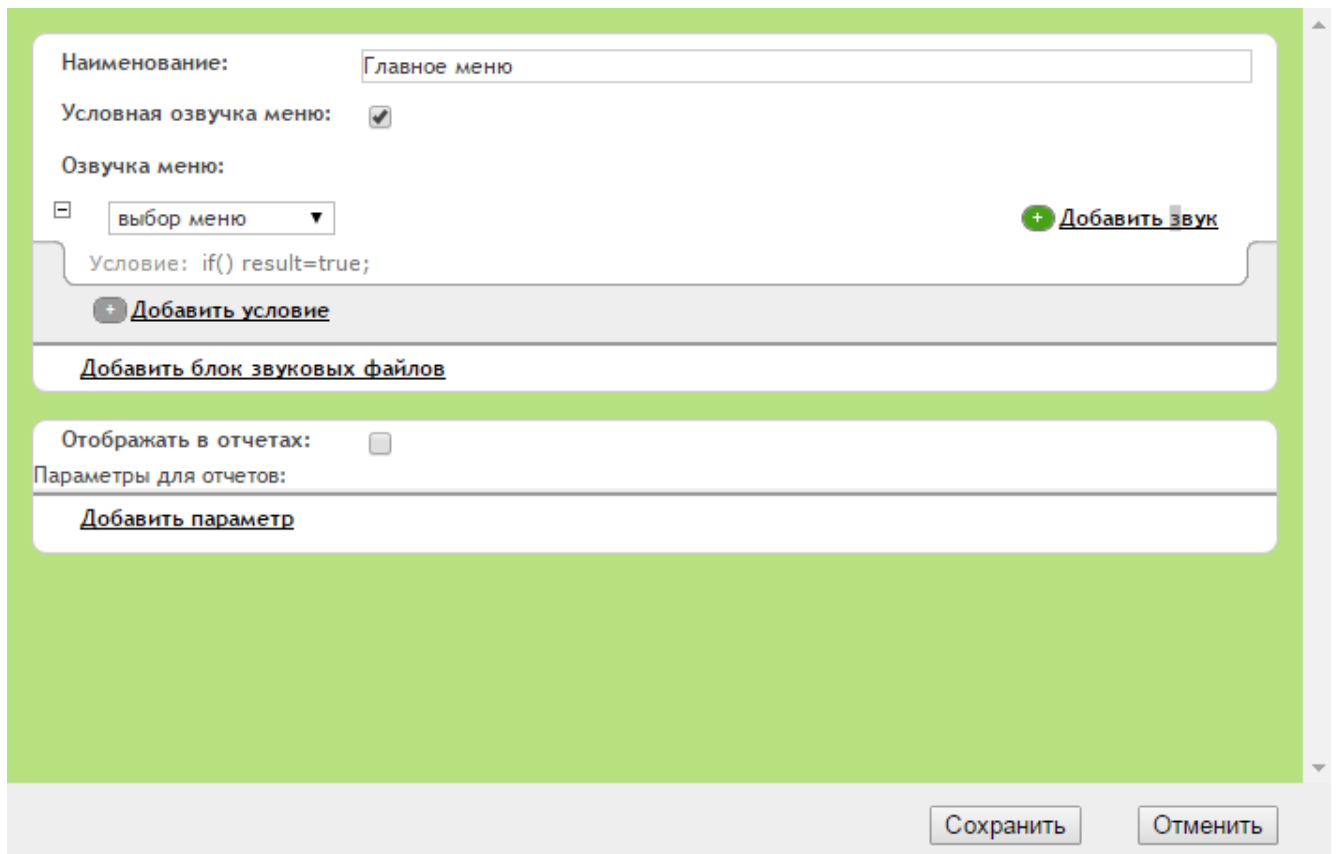 Наименование: Главное меню
Условная озвучка меню:
Озвучка меню:
выбор меню Добавить звук
Условие: if() result=true;
Добавить условие
Добавить блок звуковых файлов
Отображать в отчетах:
Параметры для отчетов:
Добавить параметр
Сохранить Отменить